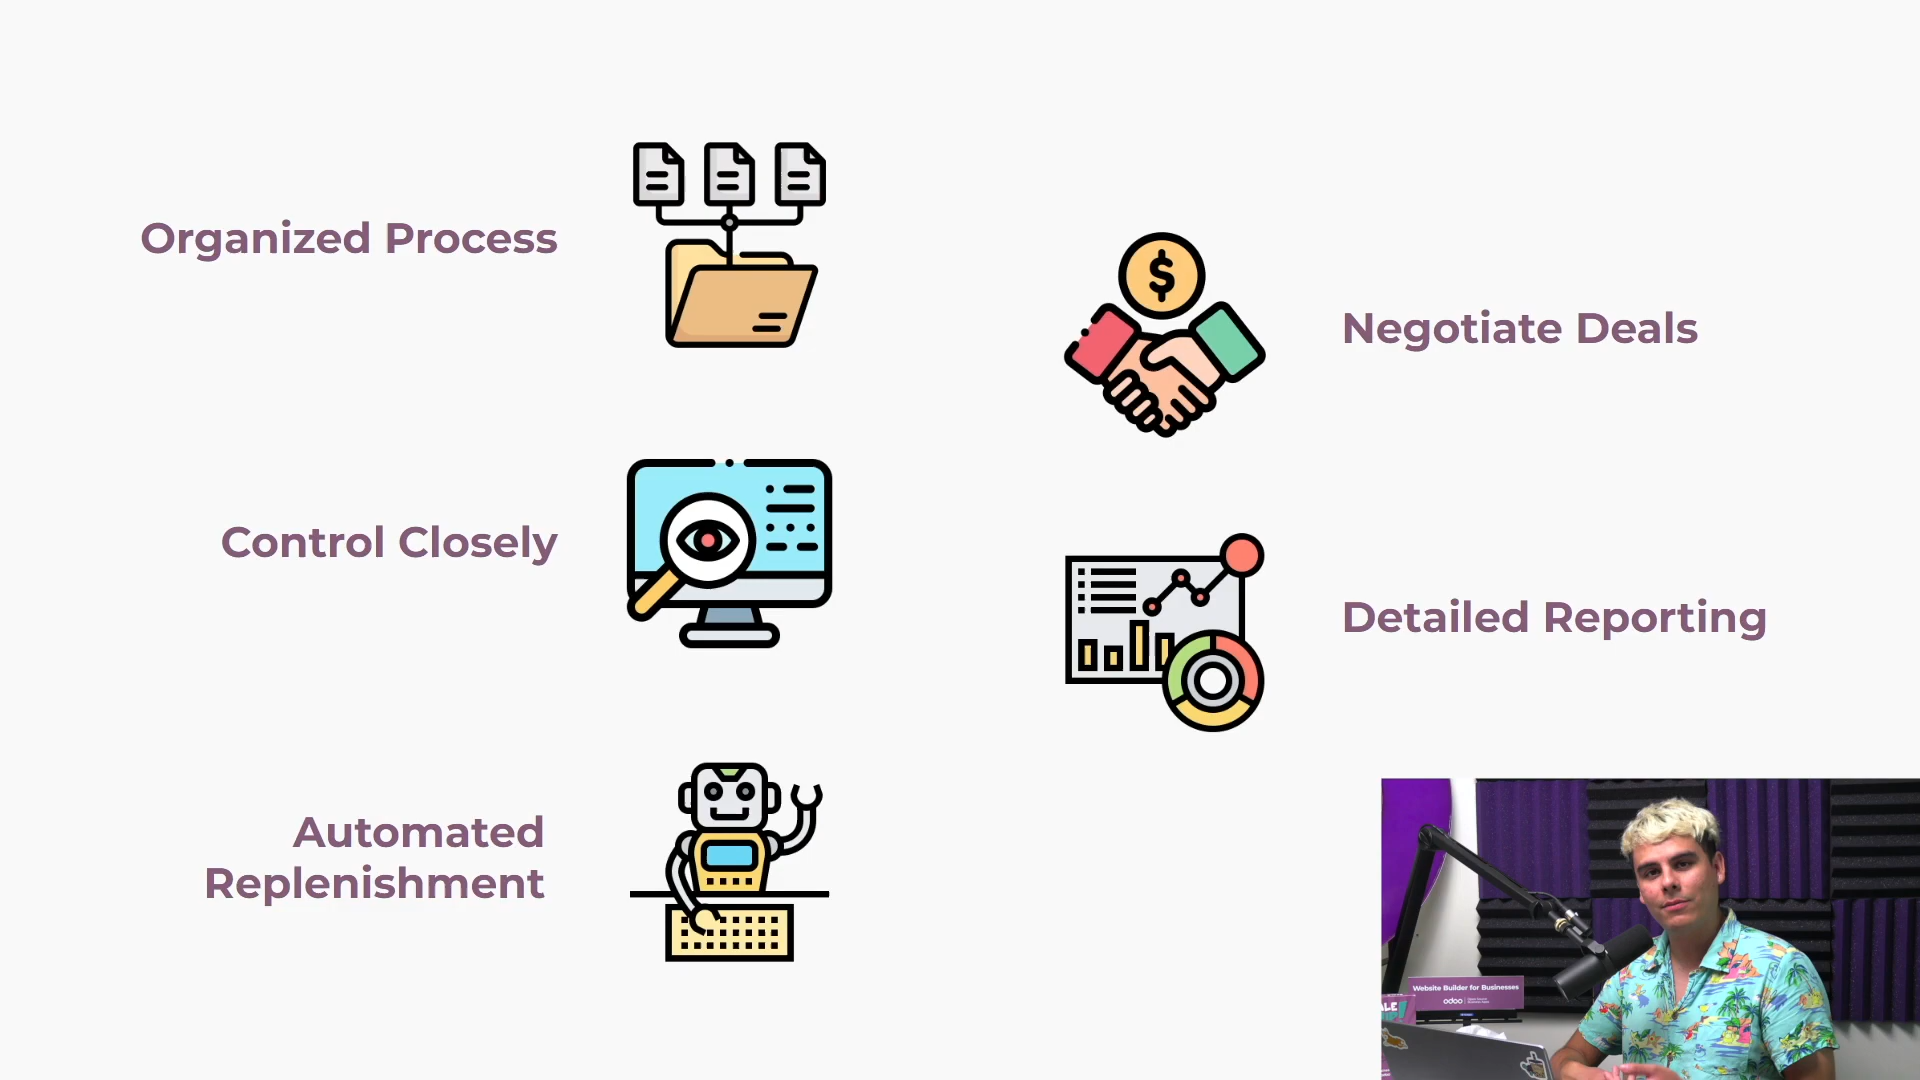 Organized Process
Negotiate Deals
Control Closely
Detailed Reporting
Automated
Replenishment
$
Website Builder for Businesses
odoo